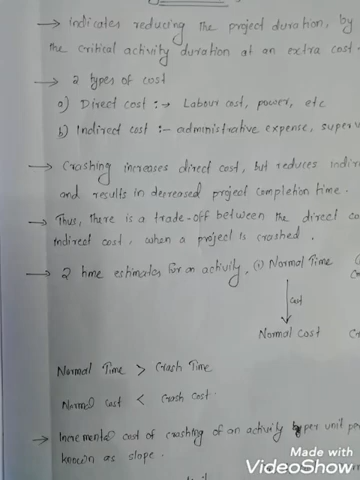 → indicates reducing the project duration, by
the critical activity duration at an extra cost.
→ 2 types of cost
a) Direct cost :→ Labour cost, power, etc
b) Indirect cost :- administrative expense,
→ Crashing increases direct cost, but reduces
and results in decreased project completion time.
→ Thus, there is a trade-off between the direct
indirect cost, when a project is crashed.
→ 2 time estimates for an activity, (i) Normal Time
cost
Normal cost
Normal Time > Crash Time
Normal cost < Crash cost.
→ Incremental cost of crashing of an activity per unit
known as slope.
Made with
VideoShow